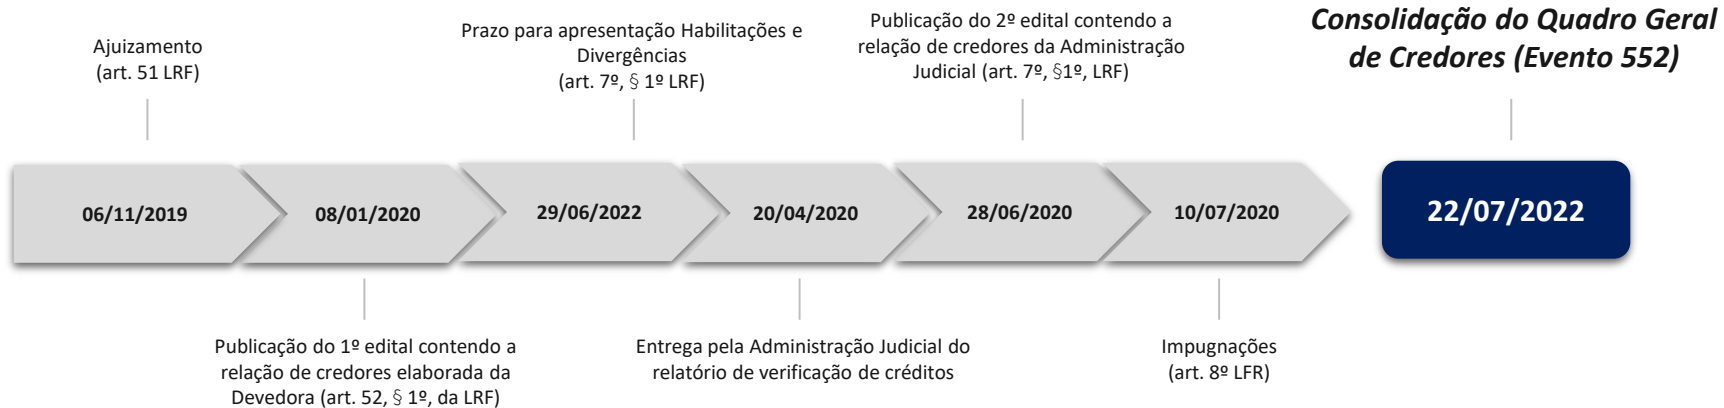 Ajuizamento
(art. 51 LRF)
Prazo para apresentação Habilitações e
Divergências
(art. 7º, § 1º LRF)
Publicação do 2º edital contendo a
relação de credores da Administração
Judicial (art. 7º, §1º, LRF)
Consolidação do Quadro Geral
de Credores (Evento 552)
06/11/2019
08/01/2020
29/06/2022
20/04/2020
28/06/2020
10/07/2020
22/07/2022
Publicação do 1º edital contendo a
relação de credores elaborada da
Devedora (art. 52, § 1º, da LRF)
Entrega pela Administração Judicial do
relatório de verificação de créditos
Impugnações
(art. 8º LFR)